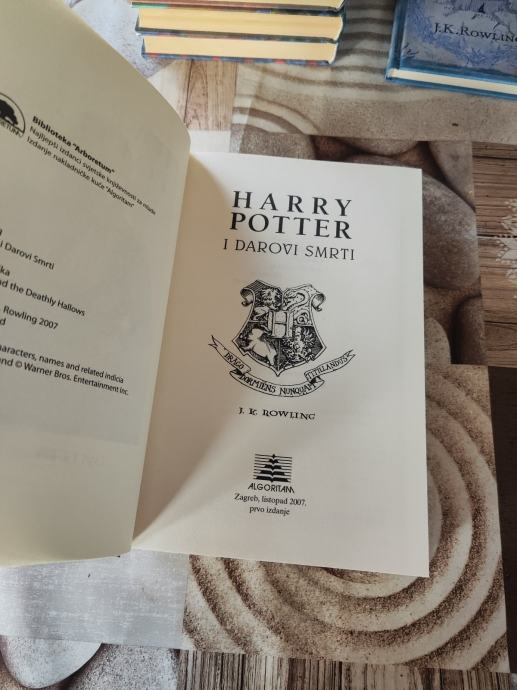 J.K.ROWLING
Biblioteka "Arboretum"
Najljepši izdanci svjetske književnosti za mlade
Izdanje nakladničke kuće "Algoritam"
i Darovi Smrti
nd the Deathly Hallows
Rowling 2007
aracters, names and related indicia
and © Warner Bros. Entertainment Inc.
HARRY
POTTER
I DAROVI SMRTI
DRACO
DORMIENS NUNQUAM
TITILLANDUS
J. K. ROWLING
ALGORITAM
Zagreb, listopad 2007.
prvo izdanje